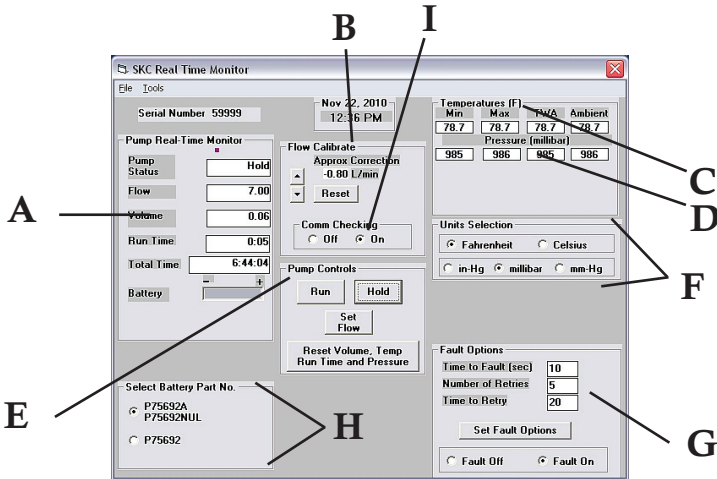 B
I
SKC Real Time Monitor
File Tools
Serial Number 59999
Nov 22, 2010
12:36 PM
Temperatures (F)
Min Max TWA Ambient
78.7 78.7 78.7 78.7
Pressure (millibar)
985 986 985 986
C
D
Pump Real-Time Monitor
Pump Status Hold
Flow 7.00
Volume 0.06
Run Time 0:05
Total Time 6:44:04
Battery - +
A
Flow Calibrate
Approx Correction
-0.80 L/min
Reset
Comm Checking
Off On
Units Selection
Fahrenheit Celsius
in-Hg millibar mm-Hg
F
Pump Controls
Run Hold
Set
Flow
Reset Volume, Temp
Run Time and Pressure
E
Select Battery Part No.
P75692A
P75692NUL
P75692
H
Fault Options
Time to Fault (sec) 10
Number of Retries 5
Time to Retry 20
Set Fault Options
Fault Off Fault On
G